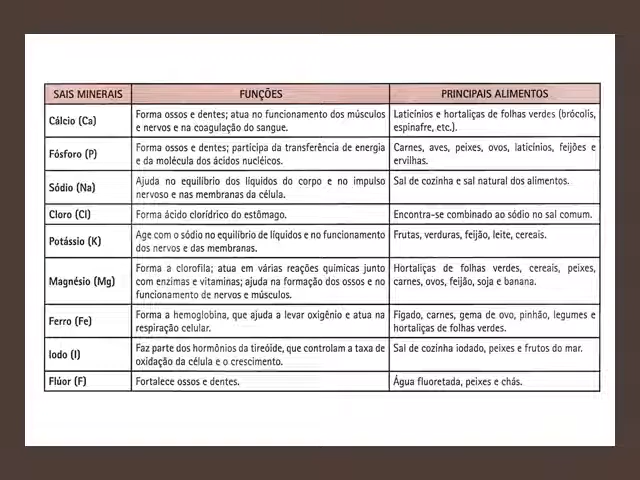 SAIS MINERAIS FUNÇÕES PRINCIPAIS ALIMENTOS
Cálcio (Ca)
Forma ossos e dentes; atua no funcionamento dos músculos
e nervos e na coagulação do sangue.
Laticínios e hortaliças de folhas verdes (brócolis,
espinafre, etc.).
Fósforo (P)
Forma ossos e dentes; participa da transferência de energia
e da molécula dos ácidos nucléicos.
Carnes, aves, peixes, ovos, laticínios, feijões e
ervilhas.
Sódio (Na)
Ajuda no equilíbrio dos líquidos do corpo e no impulso
nervoso e nas membranas da célula.
Sal de cozinha e sal natural dos alimentos.
Cloro (Cl)
Forma ácido clorídrico do estômago.
Encontra-se combinado ao sódio no sal comum.
Potássio (K)
Age com o sódio no equilíbrio de líquidos e no funcionamento
dos nervos e das membranas.
Frutas, verduras, feijão, leite, cereais.
Magnésio (Mg)
Forma a clorofila; atua em várias reações químicas junto
com enzimas e vitaminas; ajuda na formação dos ossos e no
funcionamento de nervos e músculos.
Hortaliças de folhas verdes, cereais, peixes,
carnes, ovos, feijão, soja e banana.
Ferro (Fe)
Forma a hemoglobina, que ajuda a levar oxigênio e atua na
respiração celular.
Fígado, carnes, gema de ovo, pinhão, legumes e
hortaliças de folhas verdes.
Iodo (I)
Faz parte dos hormônios da tireóide, que controlam a taxa de
oxidação da célula e o crescimento.
Sal de cozinha iodado, peixes e frutos do mar.
Flúor (F)
Fortalece ossos e dentes.
Água fluoretada, peixes e chás.